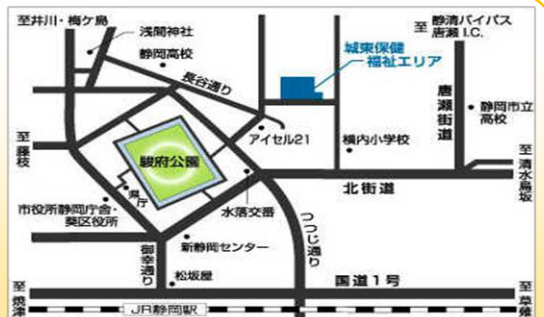 至井川・梅ケ島
浅間神社
静岡高校
長谷通り
城東保健
福祉エリア
至
静清バイパス
唐瀬I.C.
唐瀬街道
静岡市立
高校
至藤枝
駿府公園
アイセル21
横内小学校
至清水鳥坂
北街道
県庁
市役所静岡庁舎・
葵区役所
水落交番
つつじ通り
御幸通り
新静岡センター
松坂屋
国道1号
至焼津
JR静岡駅
至草薙